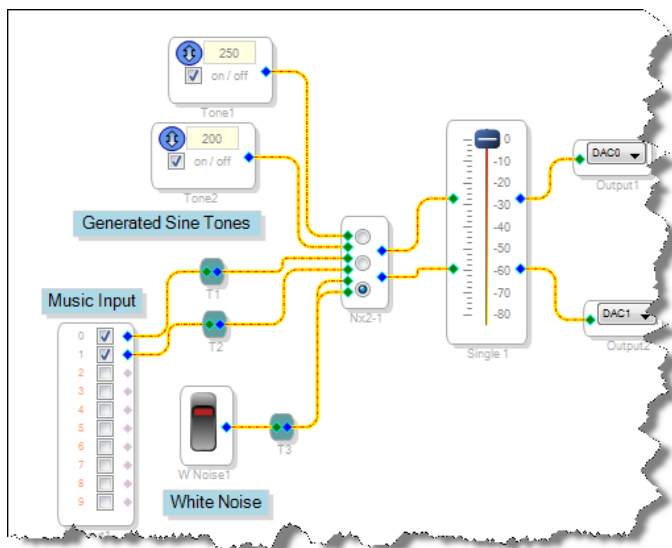 250
on / off
Tone1
200
on / off
Tone2
Generated Sine Tones
Music Input
0
1
2
3
4
5
6
7
8
9
T1
T2
W Noise1
T3
White Noise
Nx2-1
0
-10
-20
-30
-40
-50
-60
-70
-80
Single 1
DAC0
Output1
DAC1
Output2